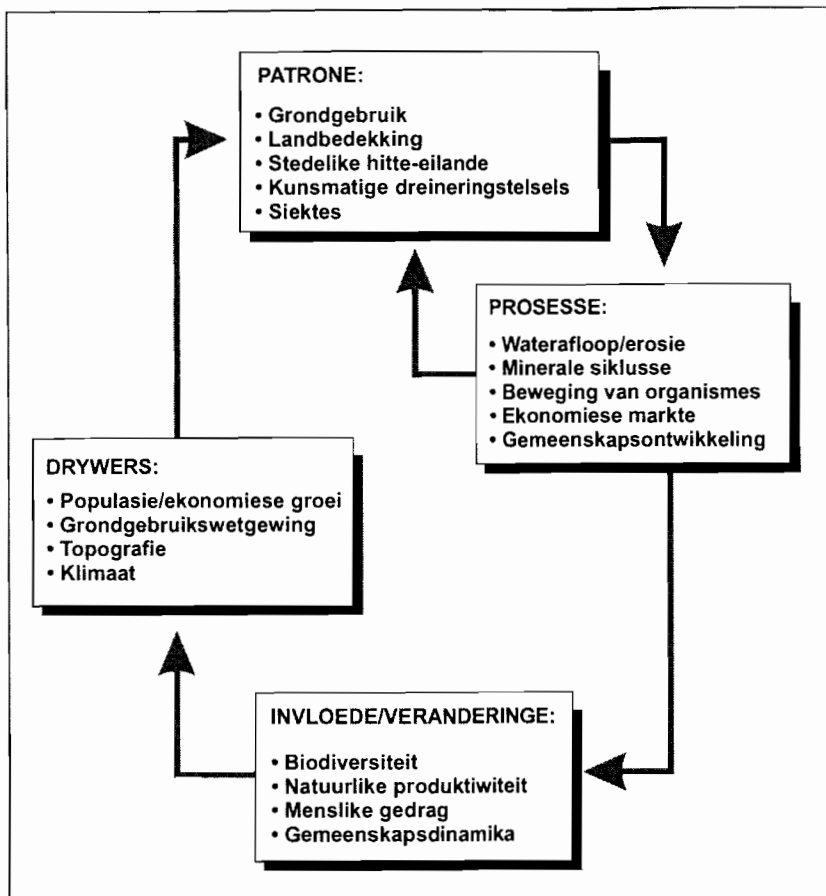 PATRONE:
• Grondgebruik
• Landbedekking
• Stedelike hitte-eilande
• Kunsmatige dreineringstelsels
• Siektes
PROSESSE:
• Waterafloop/erosie
• Minerale siklusse
• Beweging van organismes
• Ekonomiese markte
• Gemeenskapsontwikkeling
DRYWERS:
• Populasie/ekonomiese groei
• Grondgebruikswetgewing
• Topografie
• Klimaat
INVLOEDE/VERANDERINGE:
• Biodiversiteit
• Natuurlike produktiwiteit
• Menslike gedrag
• Gemeenskapsdinamika